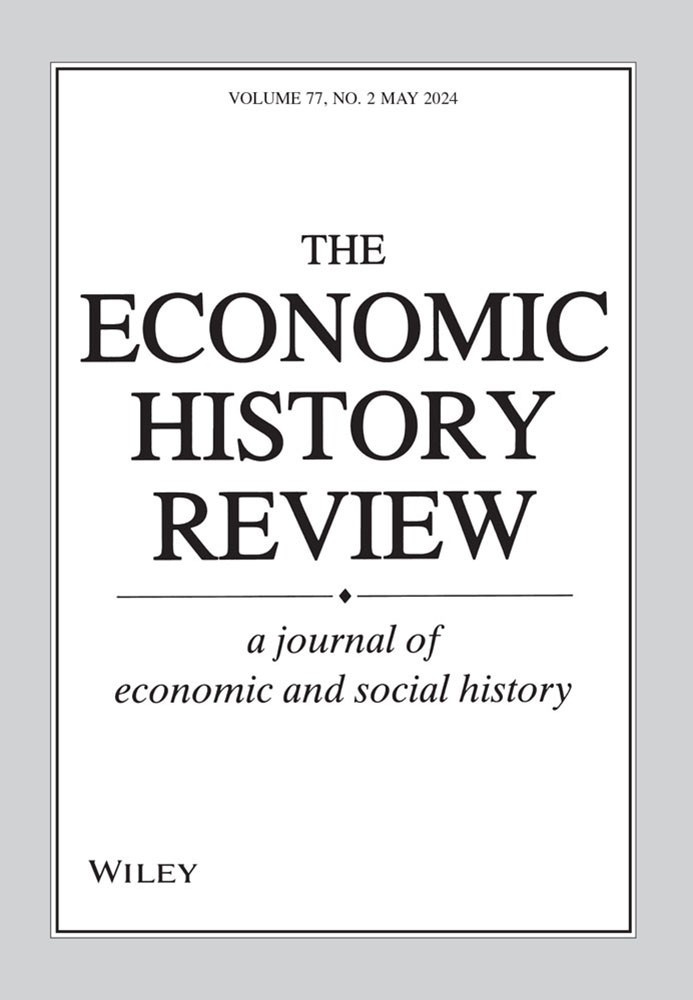 VOLUME 77, NO. 2 MAY 2024
THE
ECONOMIC
HISTORY
REVIEW
a journal of
economic and social history
WILEY